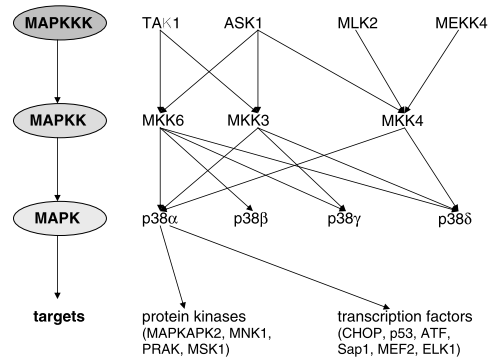 MAPKKK TAK1 ASK1 MLK2 MEKK4
MAPKK MKK6 MKK3 MKK4
MAPK p38α p38β p38γ p38δ
targets protein kinases transcription factors
(MAPKAPK2, MNK1, (CHOP, p53, ATF,
PRAK, MSK1) Sap1, MEF2, ELK1)